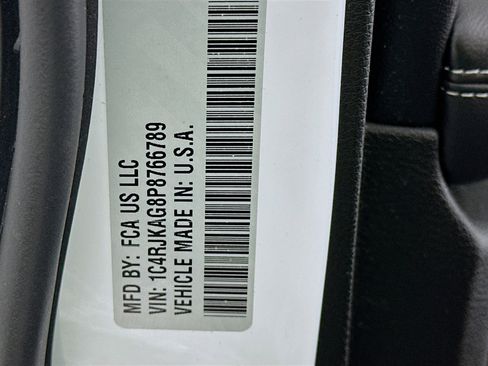 MFD BY: FCA US LLC
VIN: 1C4RJKAG8P8766789
VEHICLE MADE IN: U.S.A.